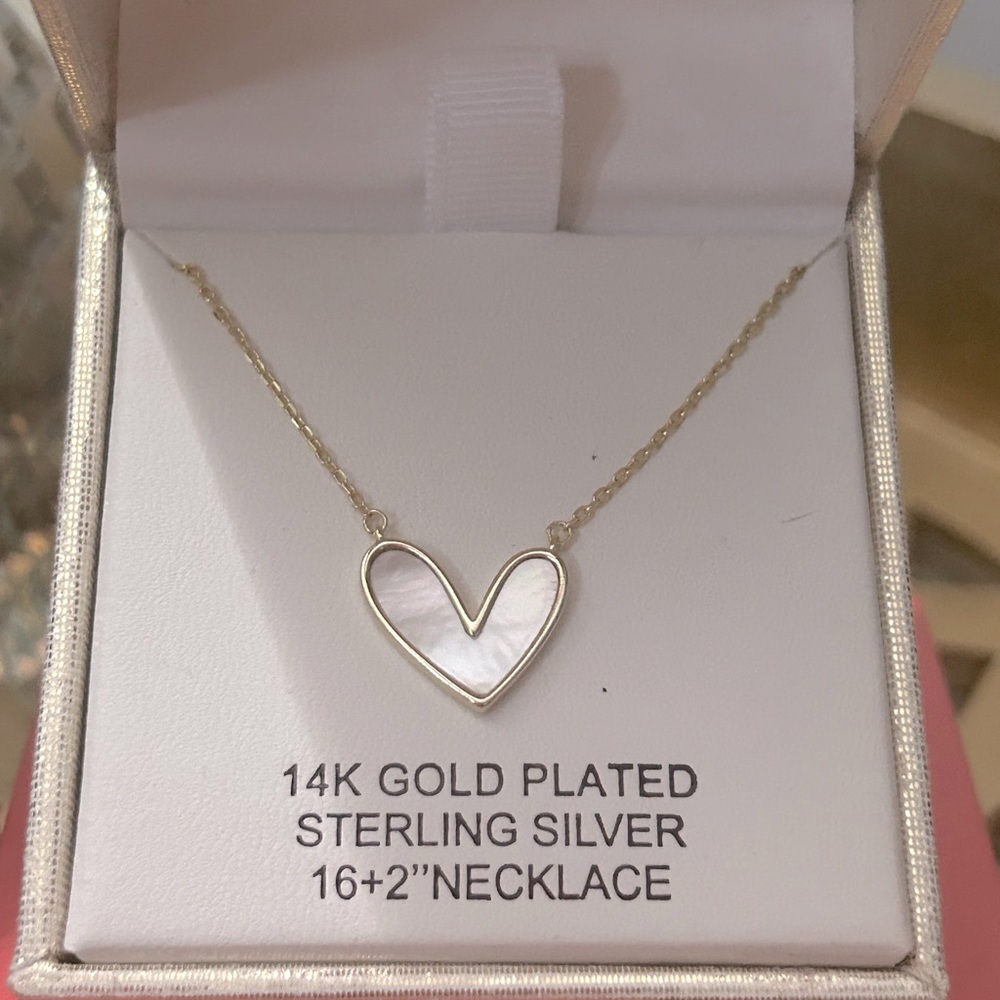 14K GOLD PLATED
STERLING SILVER
16+2’’NECKLACE